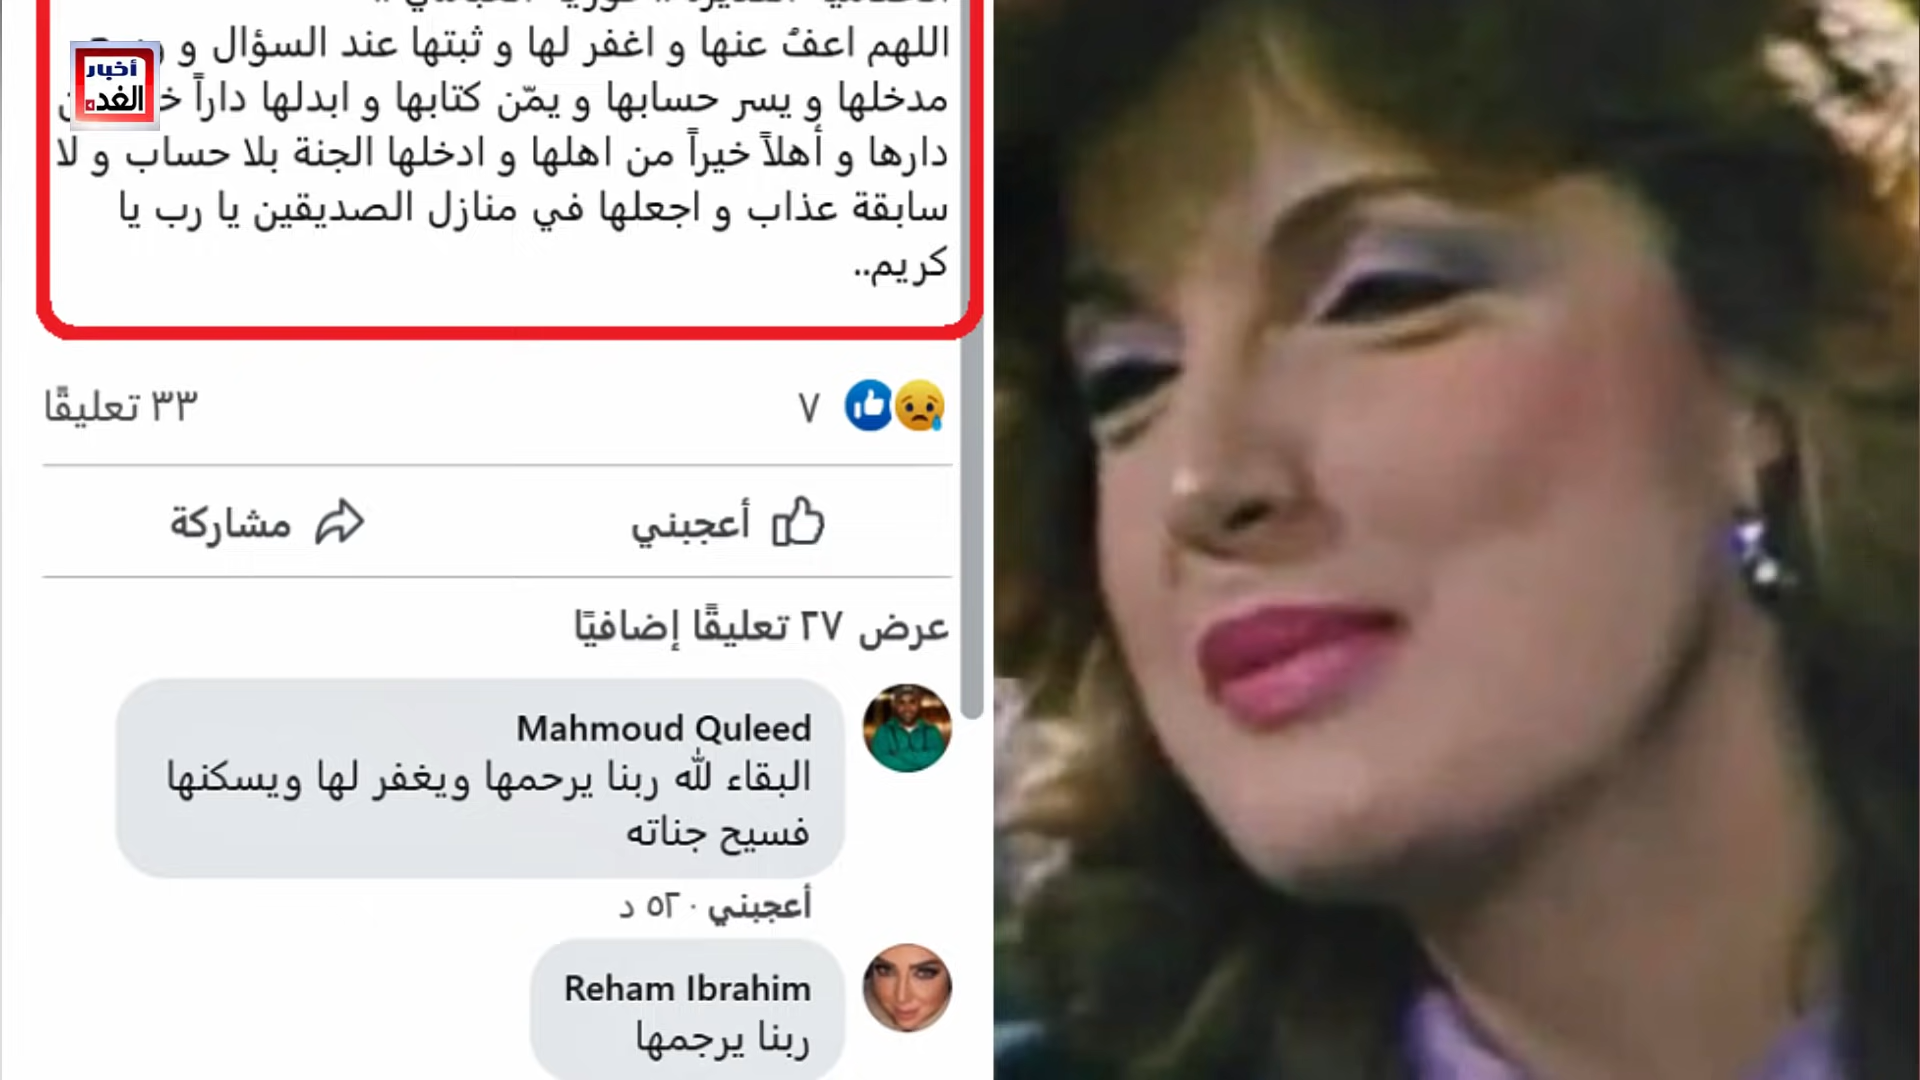 اللهم اعفُ عنها و اغفر لها و ثبتها عند السؤال و
أخبار
الغد
مدخلها و يسر حسابها و يمّن كتابها و ابدلها داراً
دارها و أهلاً خيراً من اهلها و ادخلها الجنة بلا حساب و لا
سابقة عذاب و اجعلها في منازل الصديقين يا رب يا
كريم..
٧
٣٣ تعليقًا
أعجبني
مشاركة
عرض ٢٧ تعليقًا إضافيًا
Mahmoud Quleed
البقاء لله ربنا يرحمها ويغفر لها ويسكنها
فسيح جناته
أعجبني · ٥٢ د
Reham Ibrahim
ربنا يرجمها